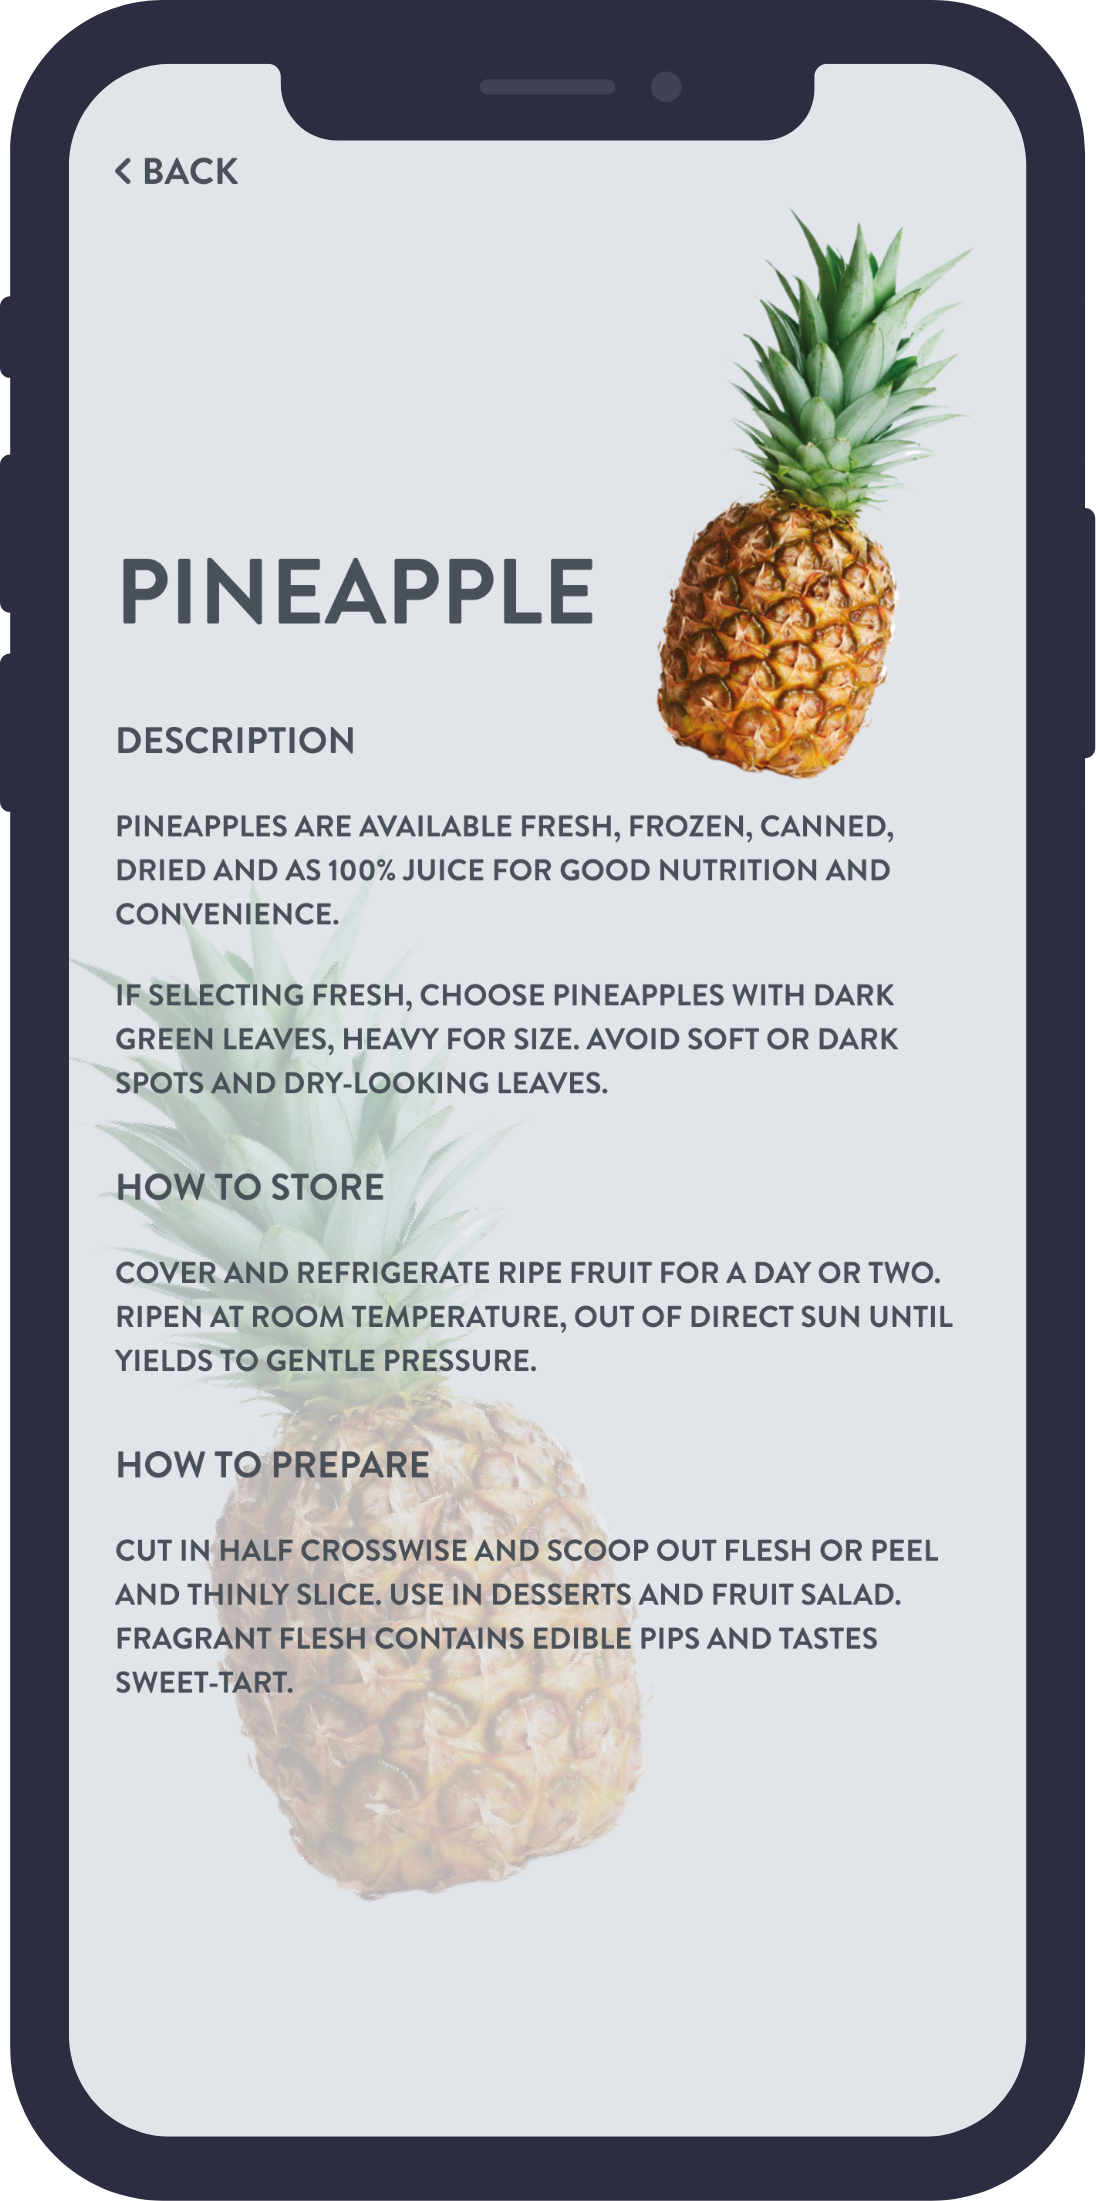 < BACK
PINEAPPLE
DESCRIPTION
PINEAPPLES ARE AVAILABLE FRESH, FROZEN, CANNED,
DRIED AND AS 100% JUICE FOR GOOD NUTRITION AND
CONVENIENCE.
IF SELECTING FRESH, CHOOSE PINEAPPLES WITH DARK
GREEN LEAVES, HEAVY FOR SIZE. AVOID SOFT OR DARK
SPOTS AND DRY-LOOKING LEAVES.
HOW TO STORE
COVER AND REFRIGERATE RIPE FRUIT FOR A DAY OR TWO.
RIPEN AT ROOM TEMPERATURE, OUT OF DIRECT SUN UNTIL
YIELDS TO GENTLE PRESSURE.
HOW TO PREPARE
CUT IN HALF CROSSWISE AND SCOOP OUT FLESH OR PEEL
AND THINLY SLICE. USE IN DESSERTS AND FRUIT SALAD.
FRAGRANT FLESH CONTAINS EDIBLE PIPS AND TASTES
SWEET-TART.